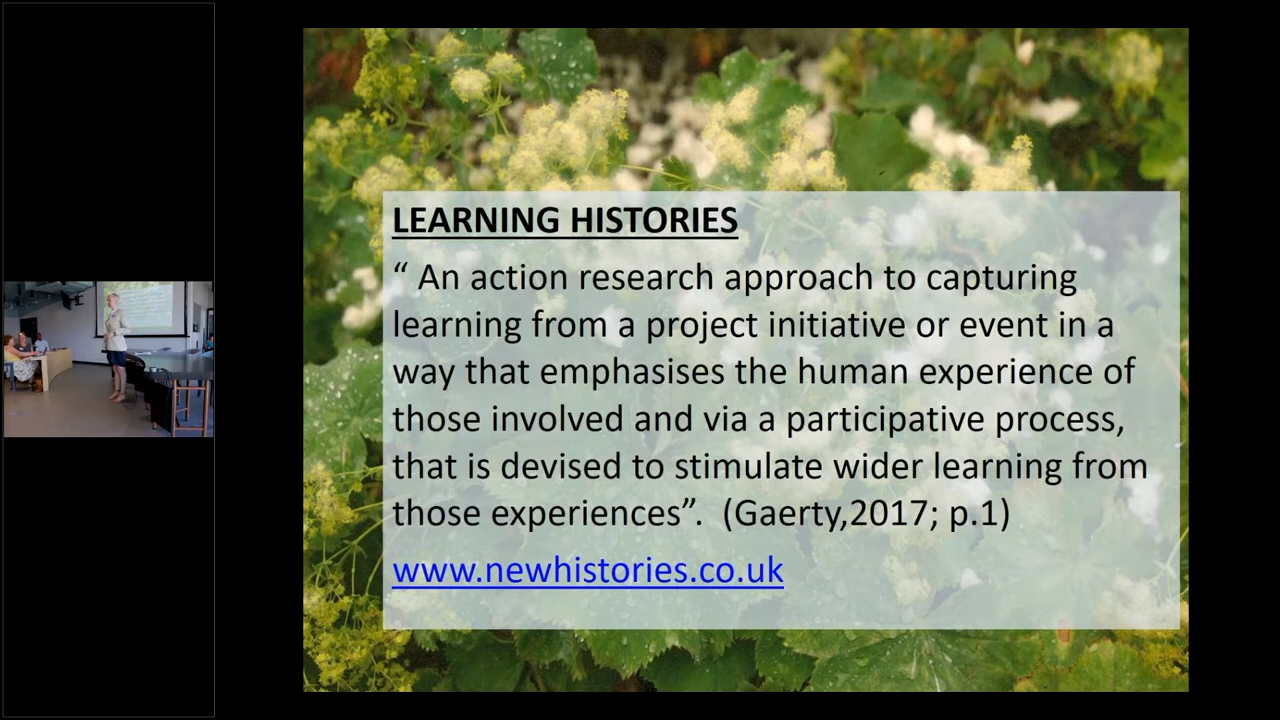 LEARNING HISTORIES
“ An action research approach to capturing
learning from a project initiative or event in a
way that emphasises the human experience of
those involved and via a participative process,
that is devised to stimulate wider learning from
those experiences”. (Gaerty,2017; p.1)
www.newhistories.co.uk